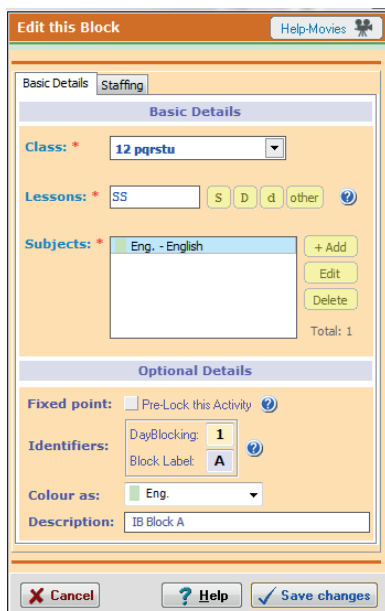 Edit this Block Help-Movies
Basic Details Staffing
Basic Details
Class: * 12 pqrstu
Lessons: * SS S D d other ?
Subjects: * Eng. - English + Add
Edit
Delete
Total: 1
Optional Details
Fixed point: Pre-Lock this Activity ?
Identifiers: DayBlocking: 1 ?
Block Label: A
Colour as: Eng.
Description: IB Block A
Cancel ? Help Save changes